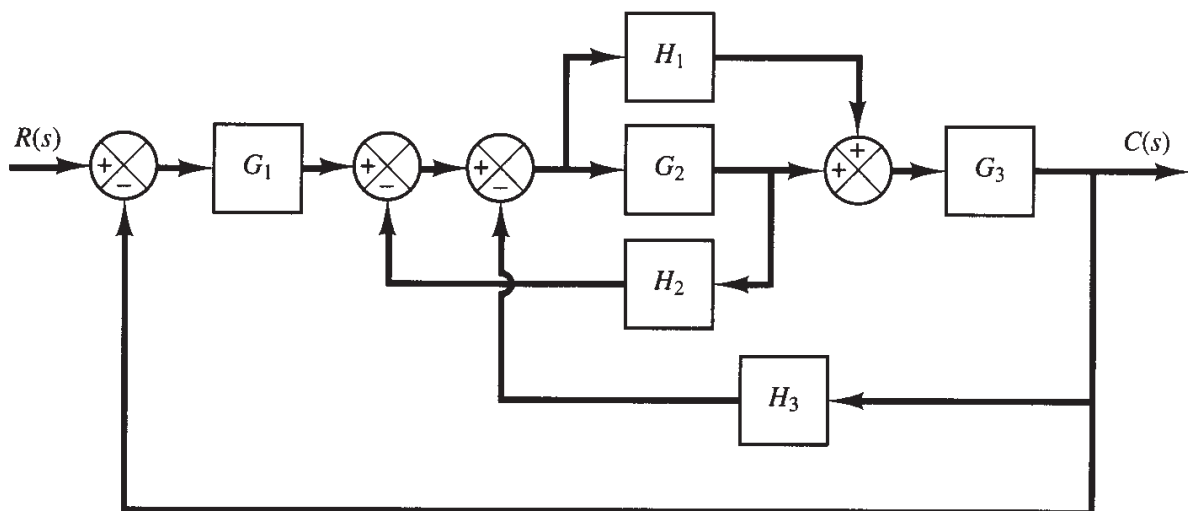 H₁
R(s)
C(s)
+
−
G₁
+
−
+
−
G₂
+
+
G₃
H₂
H₃